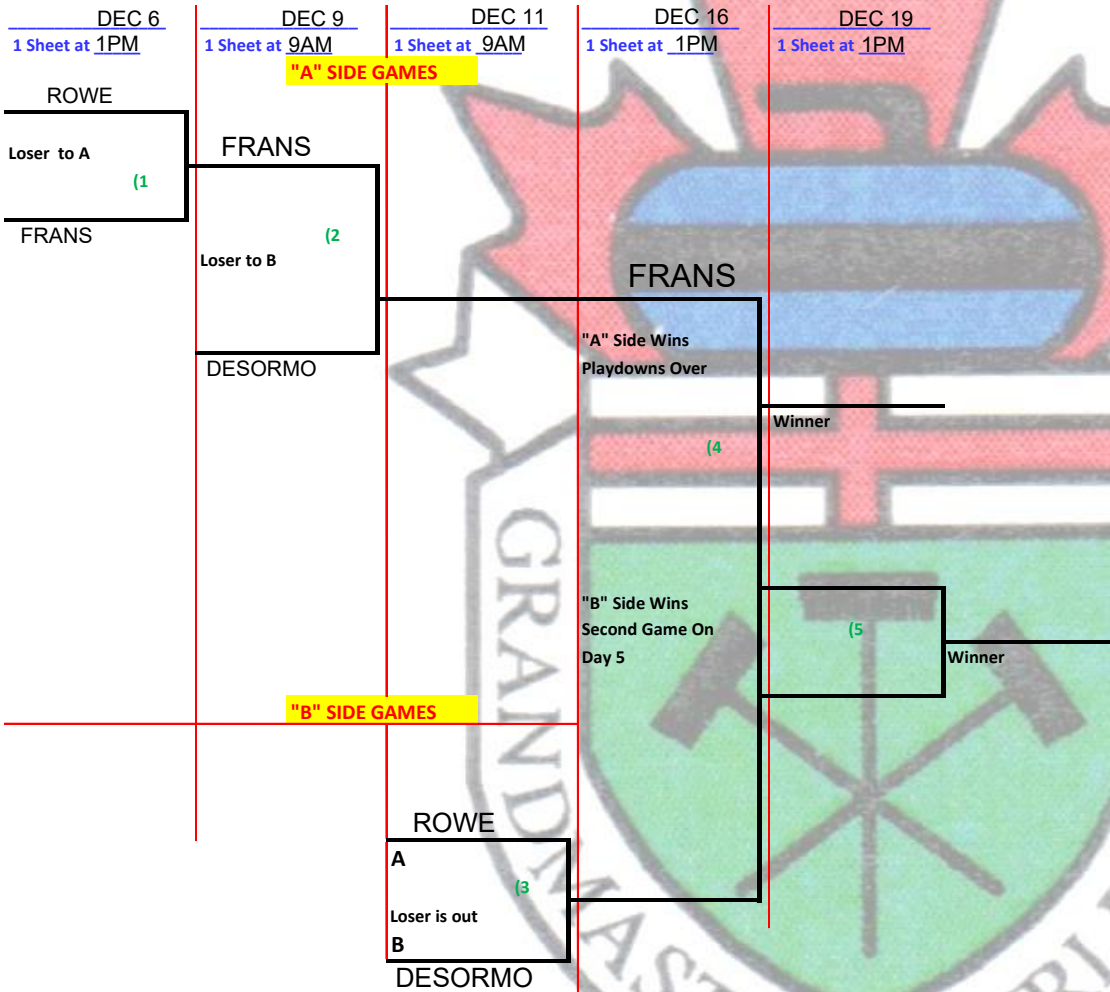 DEC 6
DEC 9
DEC 11
DEC 16
DEC 19
1 Sheet at 1PM
1 Sheet at 9AM
1 Sheet at 9AM
1 Sheet at 1PM
1 Sheet at 1PM
"A" SIDE GAMES
ROWE
Loser to A
(1
FRANS
FRANS
(2
Loser to B
DESORMO
FRANS
"A" Side Wins
Playdowns Over
Winner
(4
"B" Side Wins
Second Game On
Day 5
(5
Winner
"B" SIDE GAMES
ROWE
A
(3
Loser is out
B
DESORMO